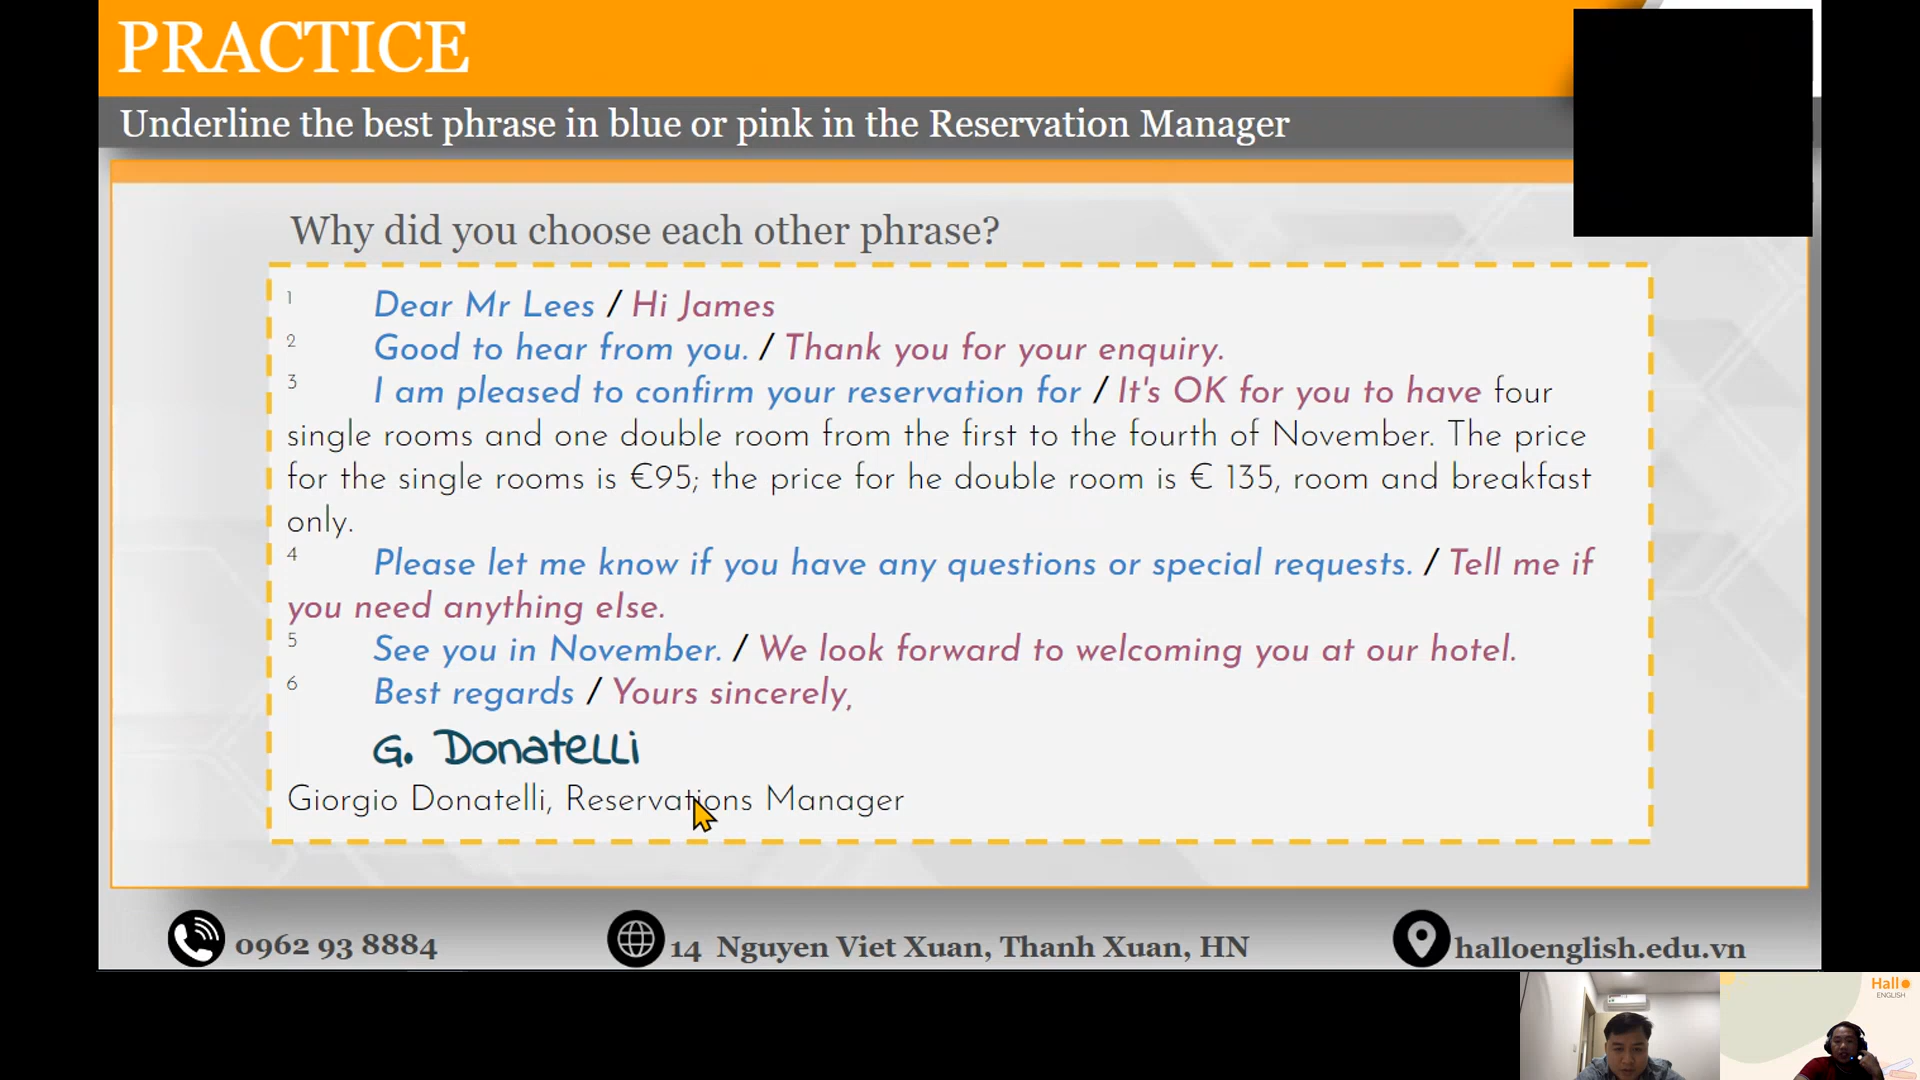 PRACTICE
Underline the best phrase in blue or pink in the Reservation Manager
Why did you choose each other phrase?
1 Dear Mr Lees / Hi James
2 Good to hear from you. / Thank you for your enquiry.
3 I am pleased to confirm your reservation for / It's OK for you to have four
single rooms and one double room from the first to the fourth of November. The price
for the single rooms is €95; the price for he double room is € 135, room and breakfast
only.
4 Please let me know if you have any questions or special requests. / Tell me if
you need anything else.
5 See you in November. / We look forward to welcoming you at our hotel.
6 Best regards / Yours sincerely,
G. Donatelli
Giorgio Donatelli, Reservations Manager
0962 93 8884
14 Nguyen Viet Xuan, Thanh Xuan, HN
halloenglish.edu.vn
Hall
ENGLISH